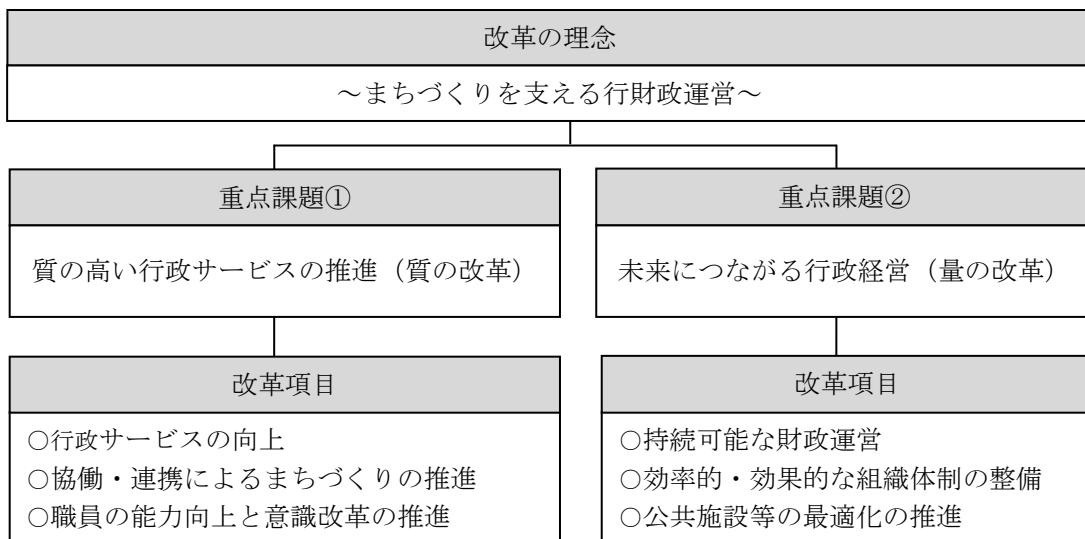 改革の理念
～まちづくりを支える行財政運営～
重点課題①
質の高い行政サービスの推進（質の改革）
改革項目
○行政サービスの向上
○協働・連携によるまちづくりの推進
○職員の能力向上と意識改革の推進
重点課題②
未来につながる行政経営（量の改革）
改革項目
○持続可能な財政運営
○効率的・効果的な組織体制の整備
○公共施設等の最適化の推進